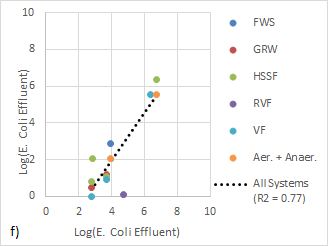 10
8
6
4
2
0
0 2 4 6 8 10
Log(E. Coli Effluent)
Log(E. Coli Effluent)
f)
FWS
GRW
HSSF
RVF
VF
Aer. + Anaer.
All Systems
(R2 = 0.77)